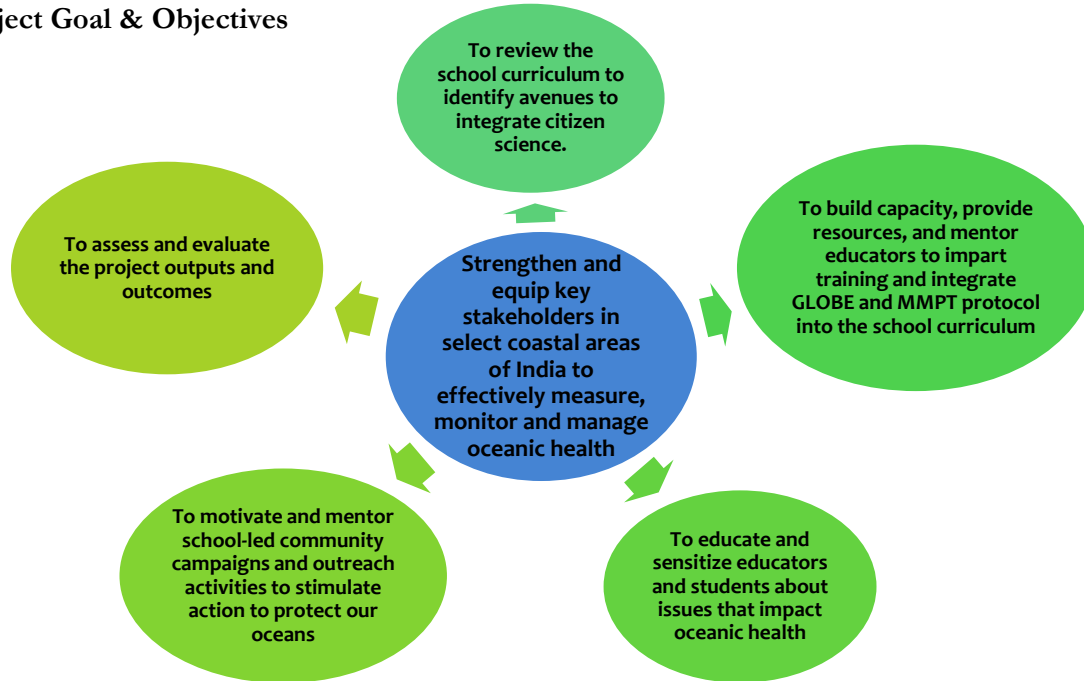 ject Goal & Objectives
To review the
school curriculum to
identify avenues to
integrate citizen
science.
To build capacity, provide
resources, and mentor
educators to impart
training and integrate
GLOBE and MMPT protocol
into the school curriculum
To educate and
sensitize educators
and students about
issues that impact
oceanic health
To motivate and mentor
school-led community
campaigns and outreach
activities to stimulate
action to protect our
oceans
To assess and evaluate
the project outputs and
outcomes
Strengthen and
equip key
stakeholders in
select coastal areas
of India to
effectively measure,
monitor and manage
oceanic health